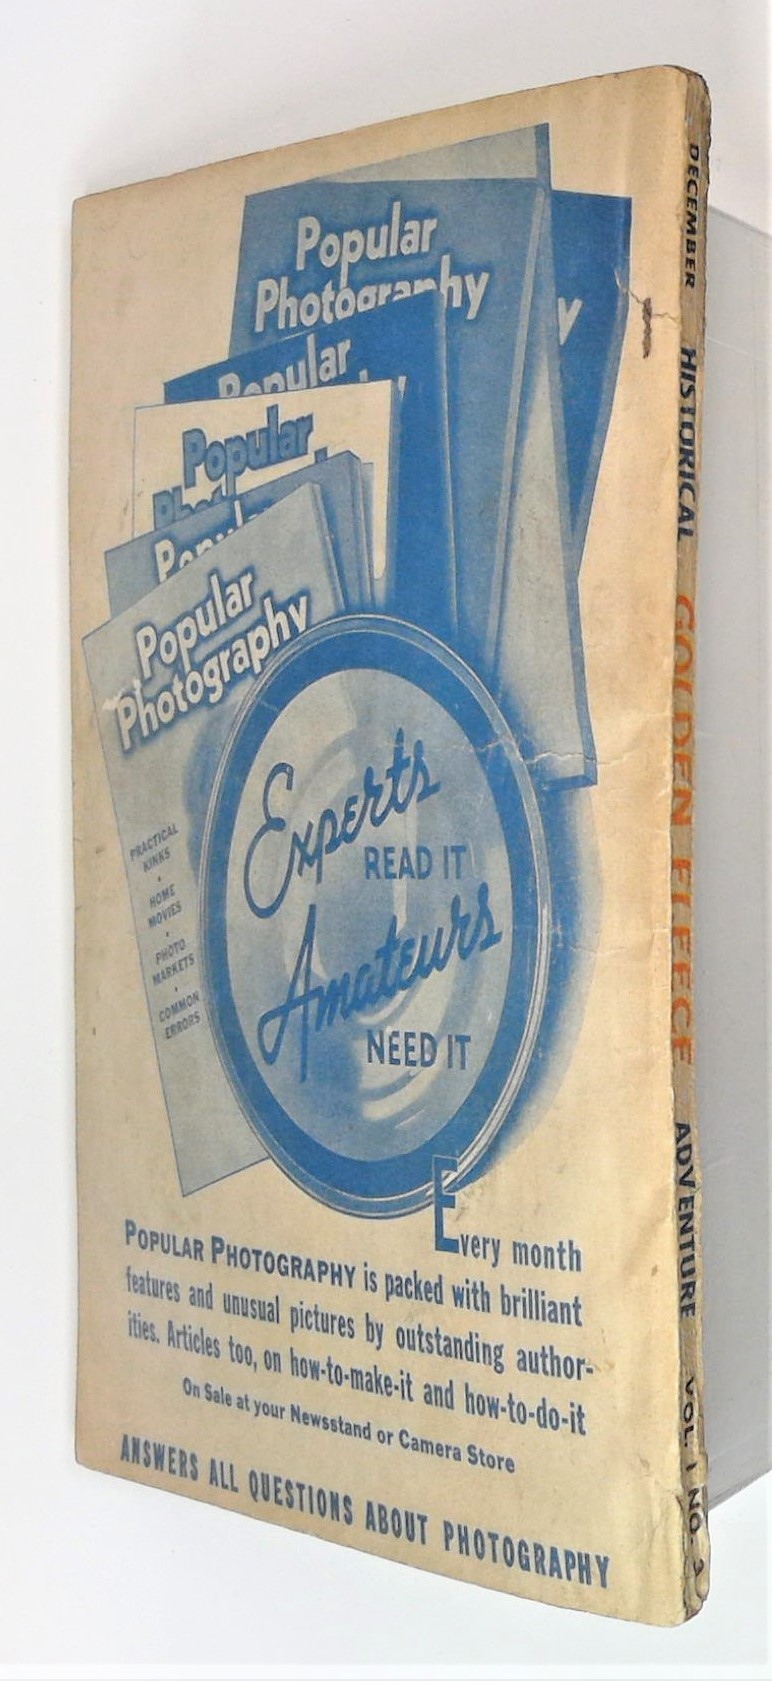 Popular
Photography
y
Popular
Popular
Popular
Popular
Photography
PRACTICAL
KINKS
•
HOME
MOVIES
•
PHOTO
MARKETS
•
COMMON
ERRORS
Experts
READ IT
Amateurs
NEED IT
Every month
POPULAR PHOTOGRAPHY is packed with brilliant
features and unusual pictures by outstanding author-
ities. Articles too, on how-to-make-it and how-to-do-it
On Sale at your Newsstand or Camera Store
ANSWERS ALL QUESTIONS ABOUT PHOTOGRAPHY
DECEMBER HISTORICAL GOLDEN FLEECE ADVENTURE VOL. 1 NO.